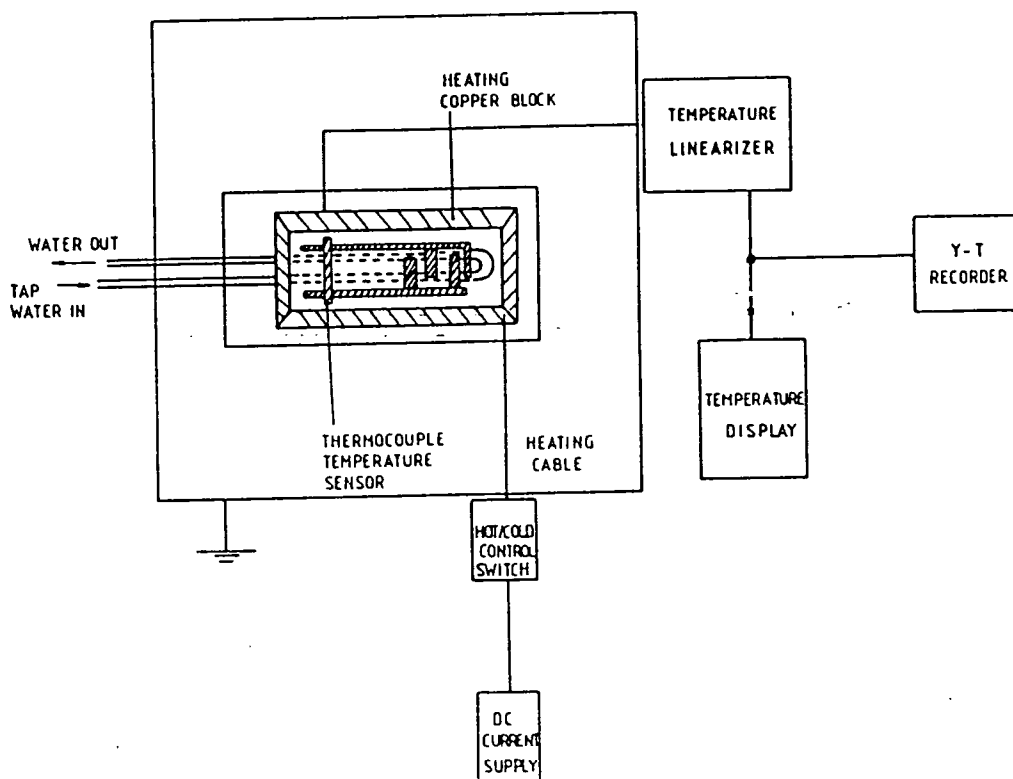 HEATING
COPPER BLOCK
TEMPERATURE
LINEARIZER
WATER OUT
TAP
WATER IN
Y-T
RECORDER
THERMOCOUPLE
TEMPERATURE
SENSOR
HEATING
CABLE
TEMPERATURE
DISPLAY
HOT/COLD
CONTROL
SWITCH
DC
CURRENT
SUPPLY